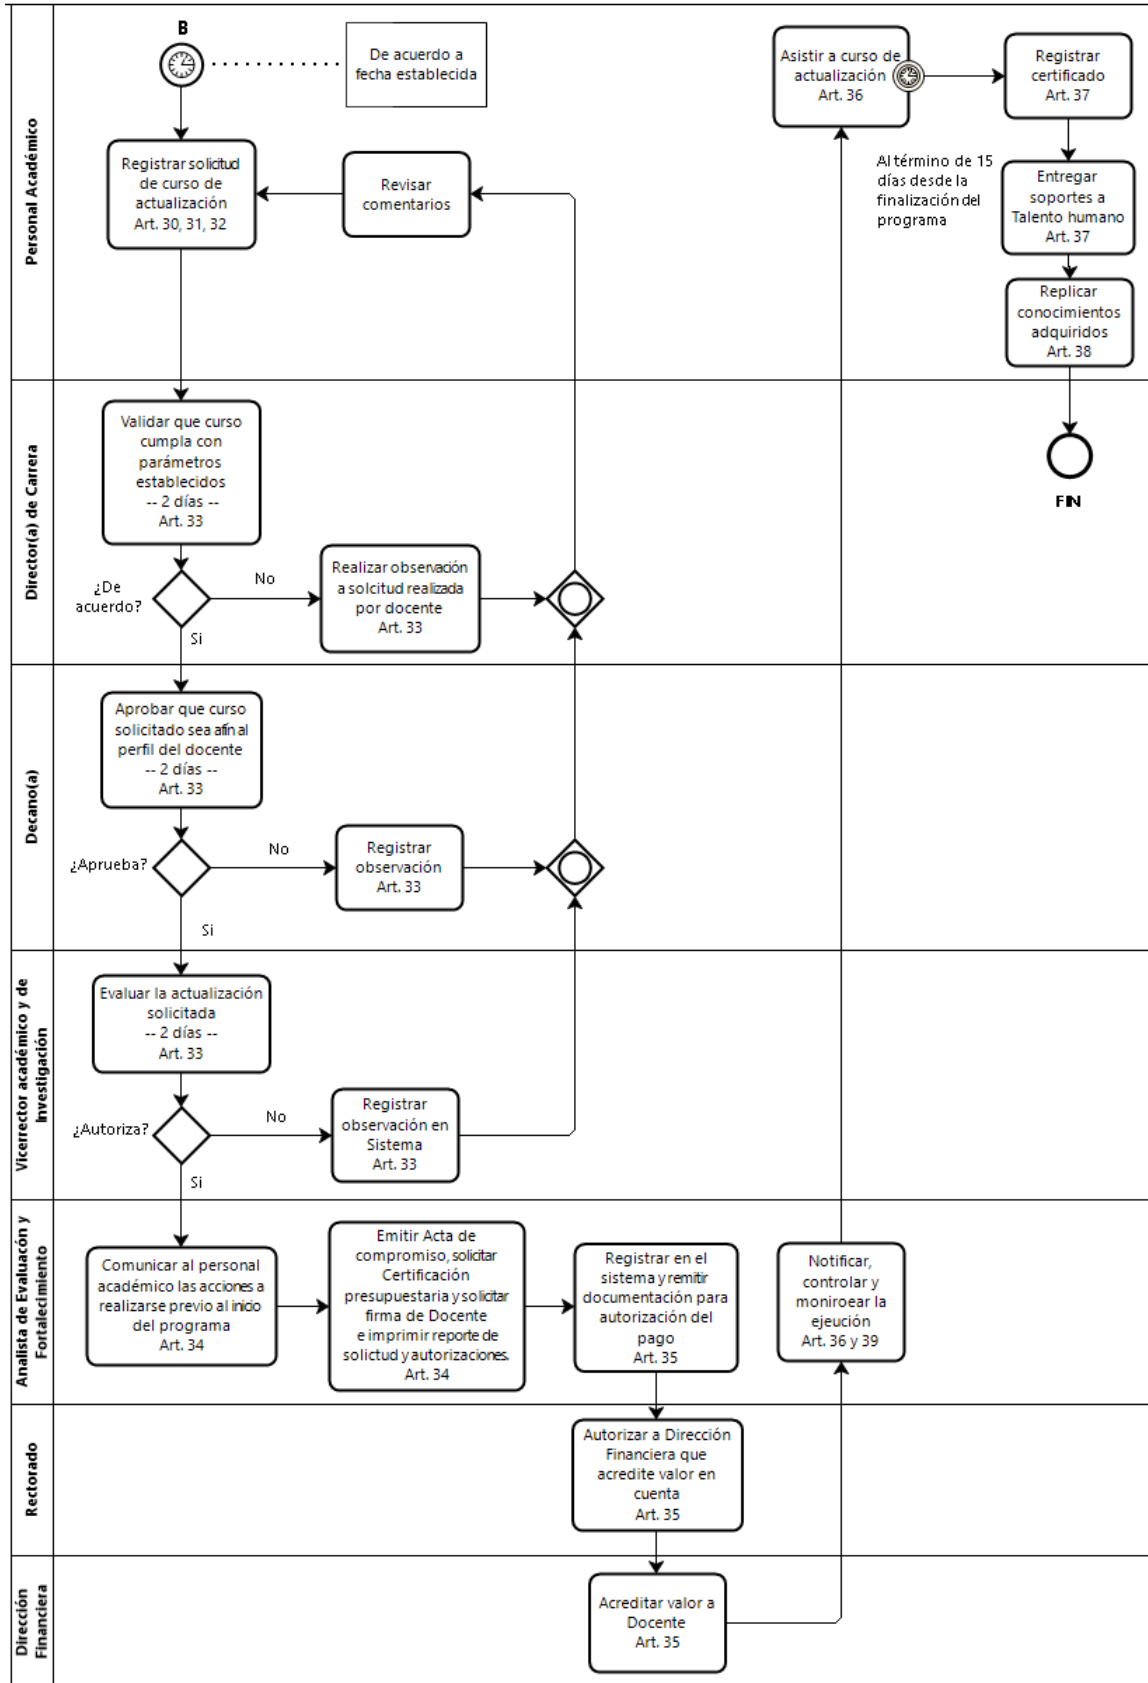 B
De acuerdo a
fecha establecida
Asistir a curso de
actualización
Art. 36
Registrar
certificado
Art. 37
Personal Académico
Registrar solicitud
de curso de
actualización
Art. 30, 31, 32
Revisar
comentarios
Al término de 15
días desde la
finalización del
programa
Entregar
soportes a
Talento humano
Art. 37
Replicar
conocimientos
adquiridos
Art. 38
FIN
Director(a) de Carrera
Validar que curso
cumpla con
parámetros
establecidos
-- 2 días --
Art. 33
¿De
acuerdo?
No
Si
Realizar observación
a solcitud realizada
por docente
Art. 33
Decano(a)
Aprobar que curso
solicitado sea afín al
perfil del docente
-- 2 días --
Art. 33
¿Aprueba?
No
Si
Registrar
observación
Art. 33
Vicerrector académico y de
Investigación
Evaluar la actualización
solicitada
-- 2 días --
Art. 33
¿Autoriza?
No
Si
Registrar
observación en
Sistema
Art. 33
Analista de Evaluacón y
Fortalecimiento
Comunicar al personal
académico las acciones a
realizarse previo al inicio
del programa
Art. 34
Emitir Acta de
compromiso, solicitar
Certificación
presupuestaria y solicitar
firma de Docente
e imprimir reporte de
solictud y autorizaciones.
Art. 34
Registrar en el
sistema y remitir
documentación para
autorización del
pago
Art. 35
Notificar,
controlar y
moniroear la
ejeución
Art. 36 y 39
Rectorado
Autorizar a Dirección
Financiera que
acredite valor en
cuenta
Art. 35
Dirección
Financiera
Acreditar valor a
Docente
Art. 35